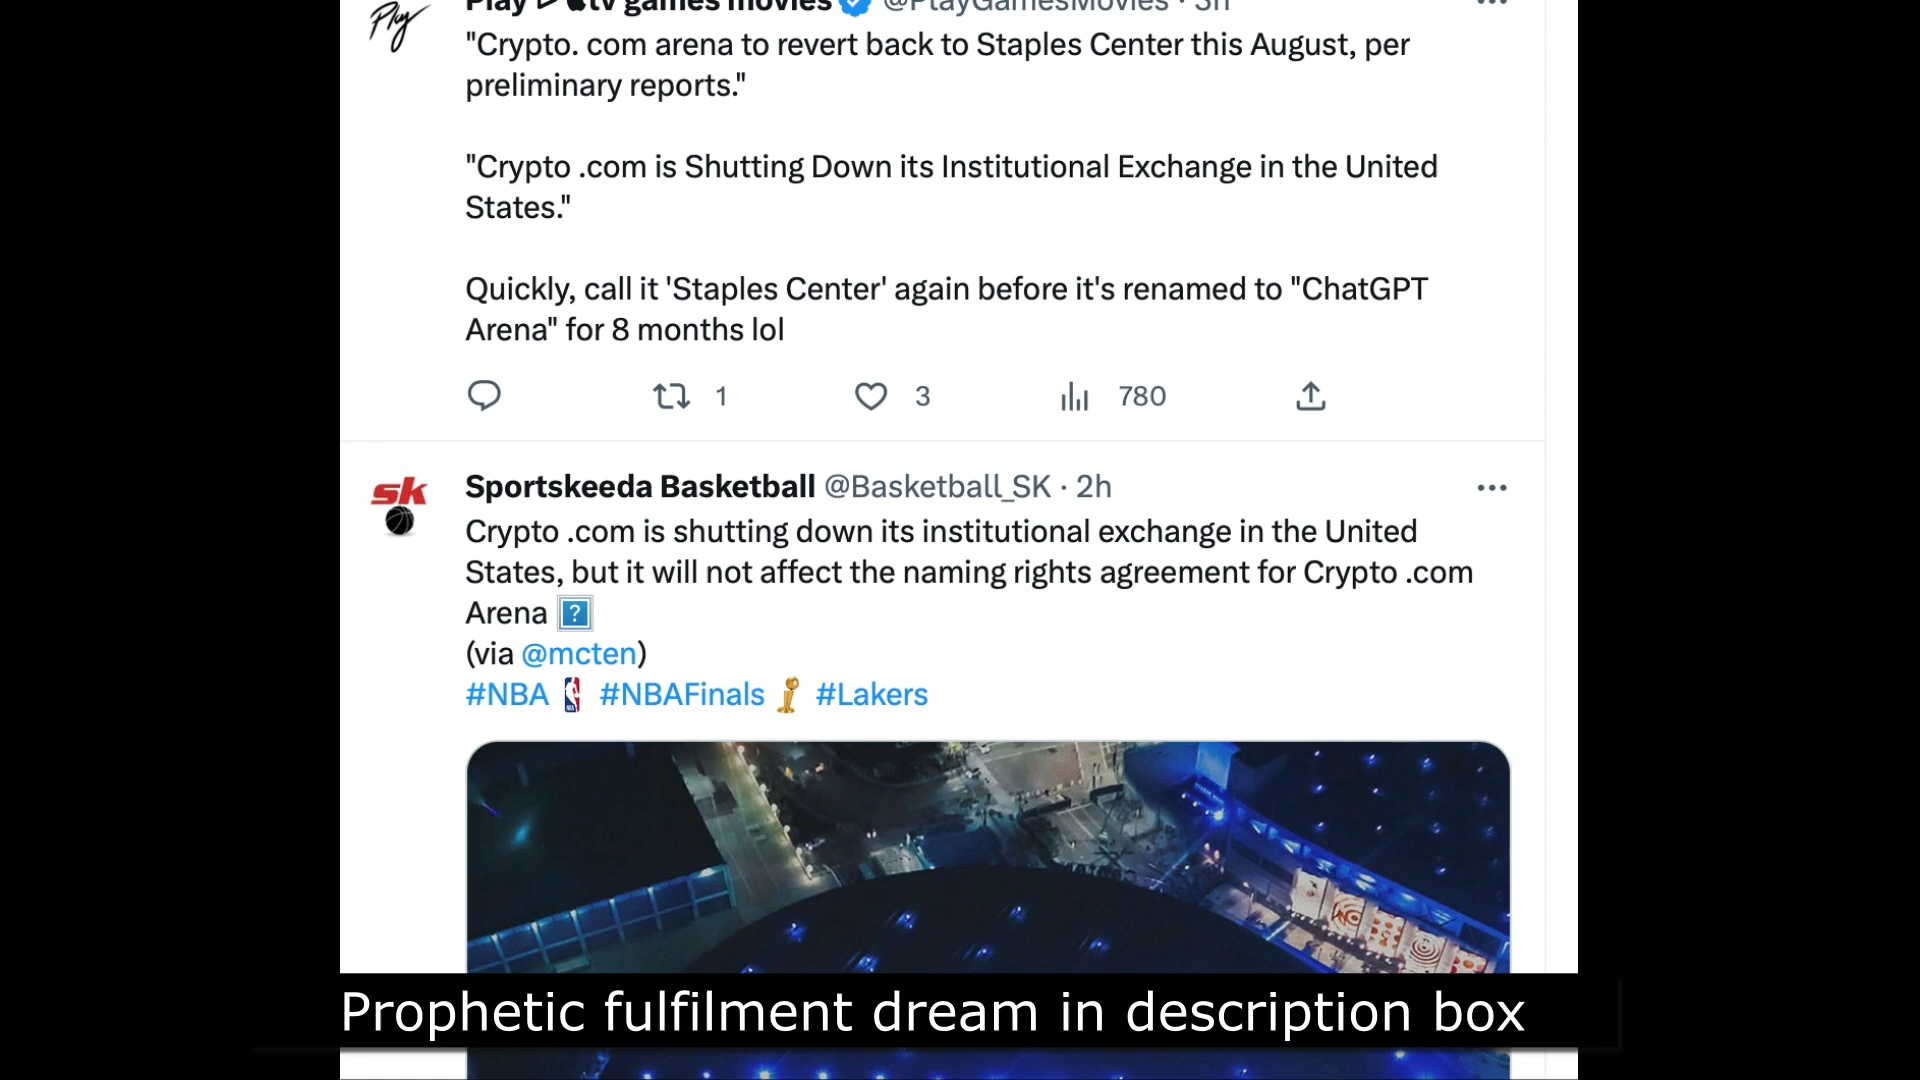 Play games movies @PlayGamesMovies · 3h
"Crypto. com arena to revert back to Staples Center this August, per
preliminary reports."
"Crypto .com is Shutting Down its Institutional Exchange in the United
States."
Quickly, call it 'Staples Center' again before it's renamed to "ChatGPT
Arena" for 8 months lol
1 3 780
sk
Sportskeeda Basketball @Basketball_SK · 2h
Crypto .com is shutting down its institutional exchange in the United
States, but it will not affect the naming rights agreement for Crypto .com
Arena ?
(via @mcten)
#NBA #NBAFinals #Lakers
Prophetic fulfilment dream in description box